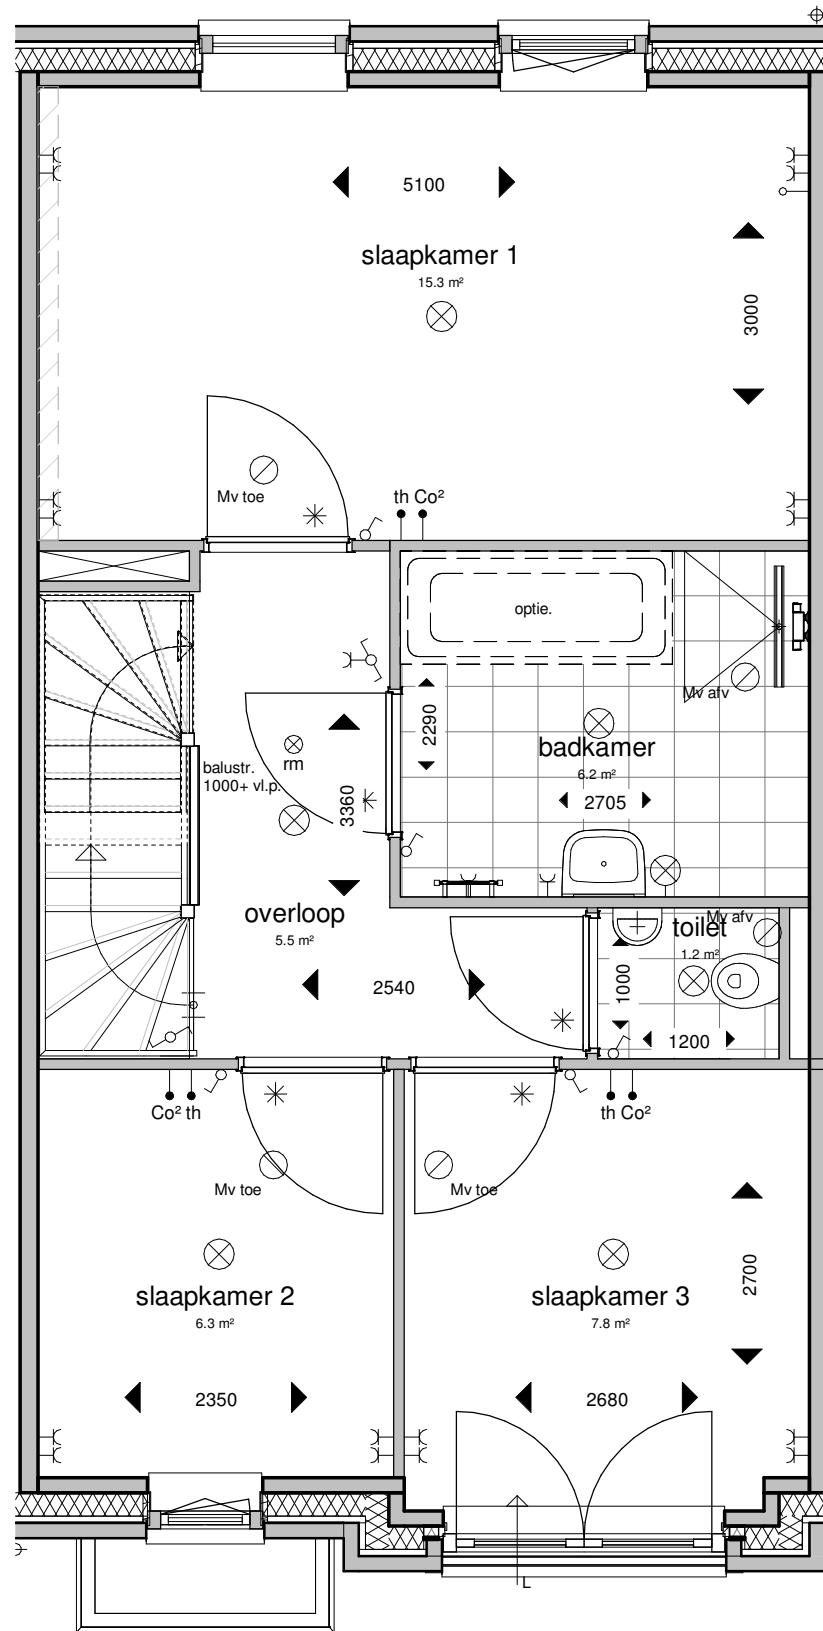 5100
slaapkamer 1
15.3 m²
3000
Mv toe
th Co²
optie.
Mv afv
2290
badkamer
6.2 m²
2705
rm
balustr.
1000+ vl.p.
3360
overloop
5.5 m²
2540
Mv afv
toilet
1.2 m²
1000
1200
Co² th
th Co²
Mv toe
Mv toe
slaapkamer 2
6.3 m²
slaapkamer 3
7.8 m²
2700
2350
2680
L